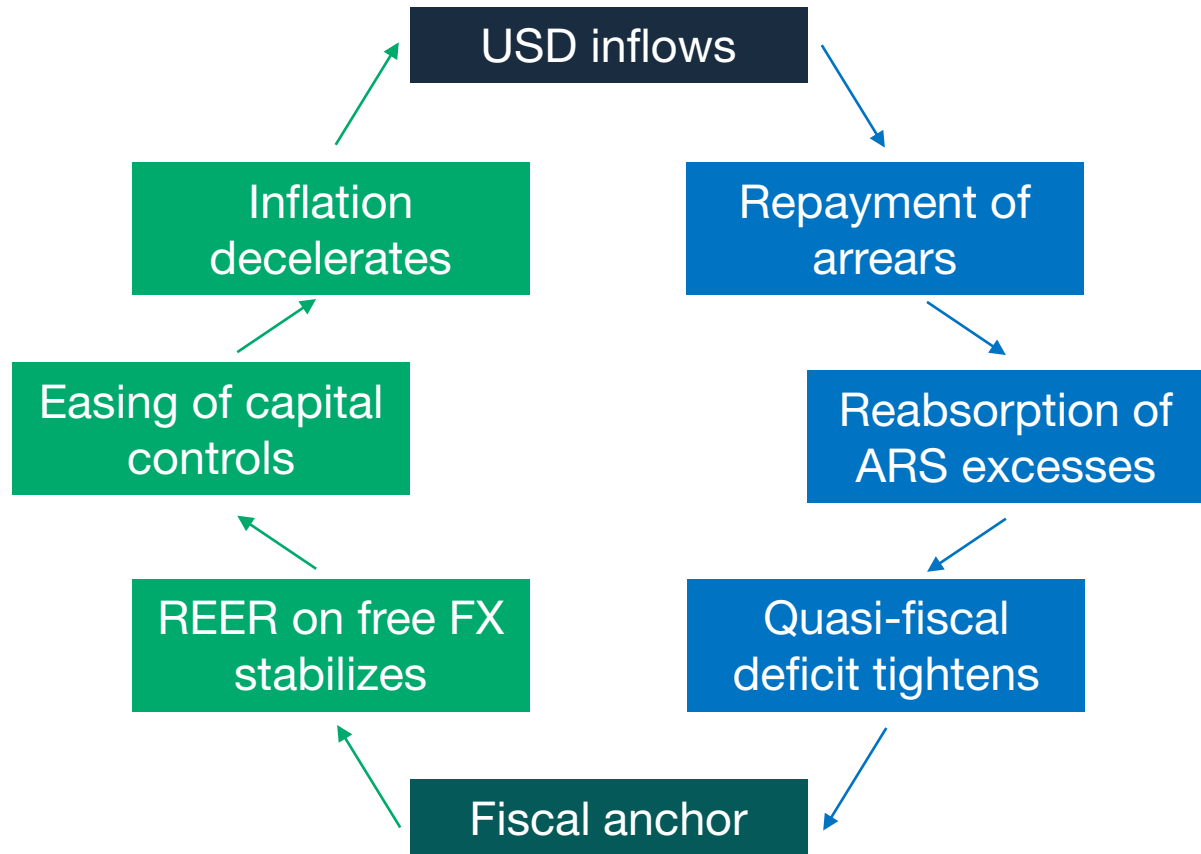 USD inflows
Inflation
decelerates
Repayment of
arrears
Easing of capital
controls
Reabsorption of
ARS excesses
REER on free FX
stabilizes
Quasi-fiscal
deficit tightens
Fiscal anchor